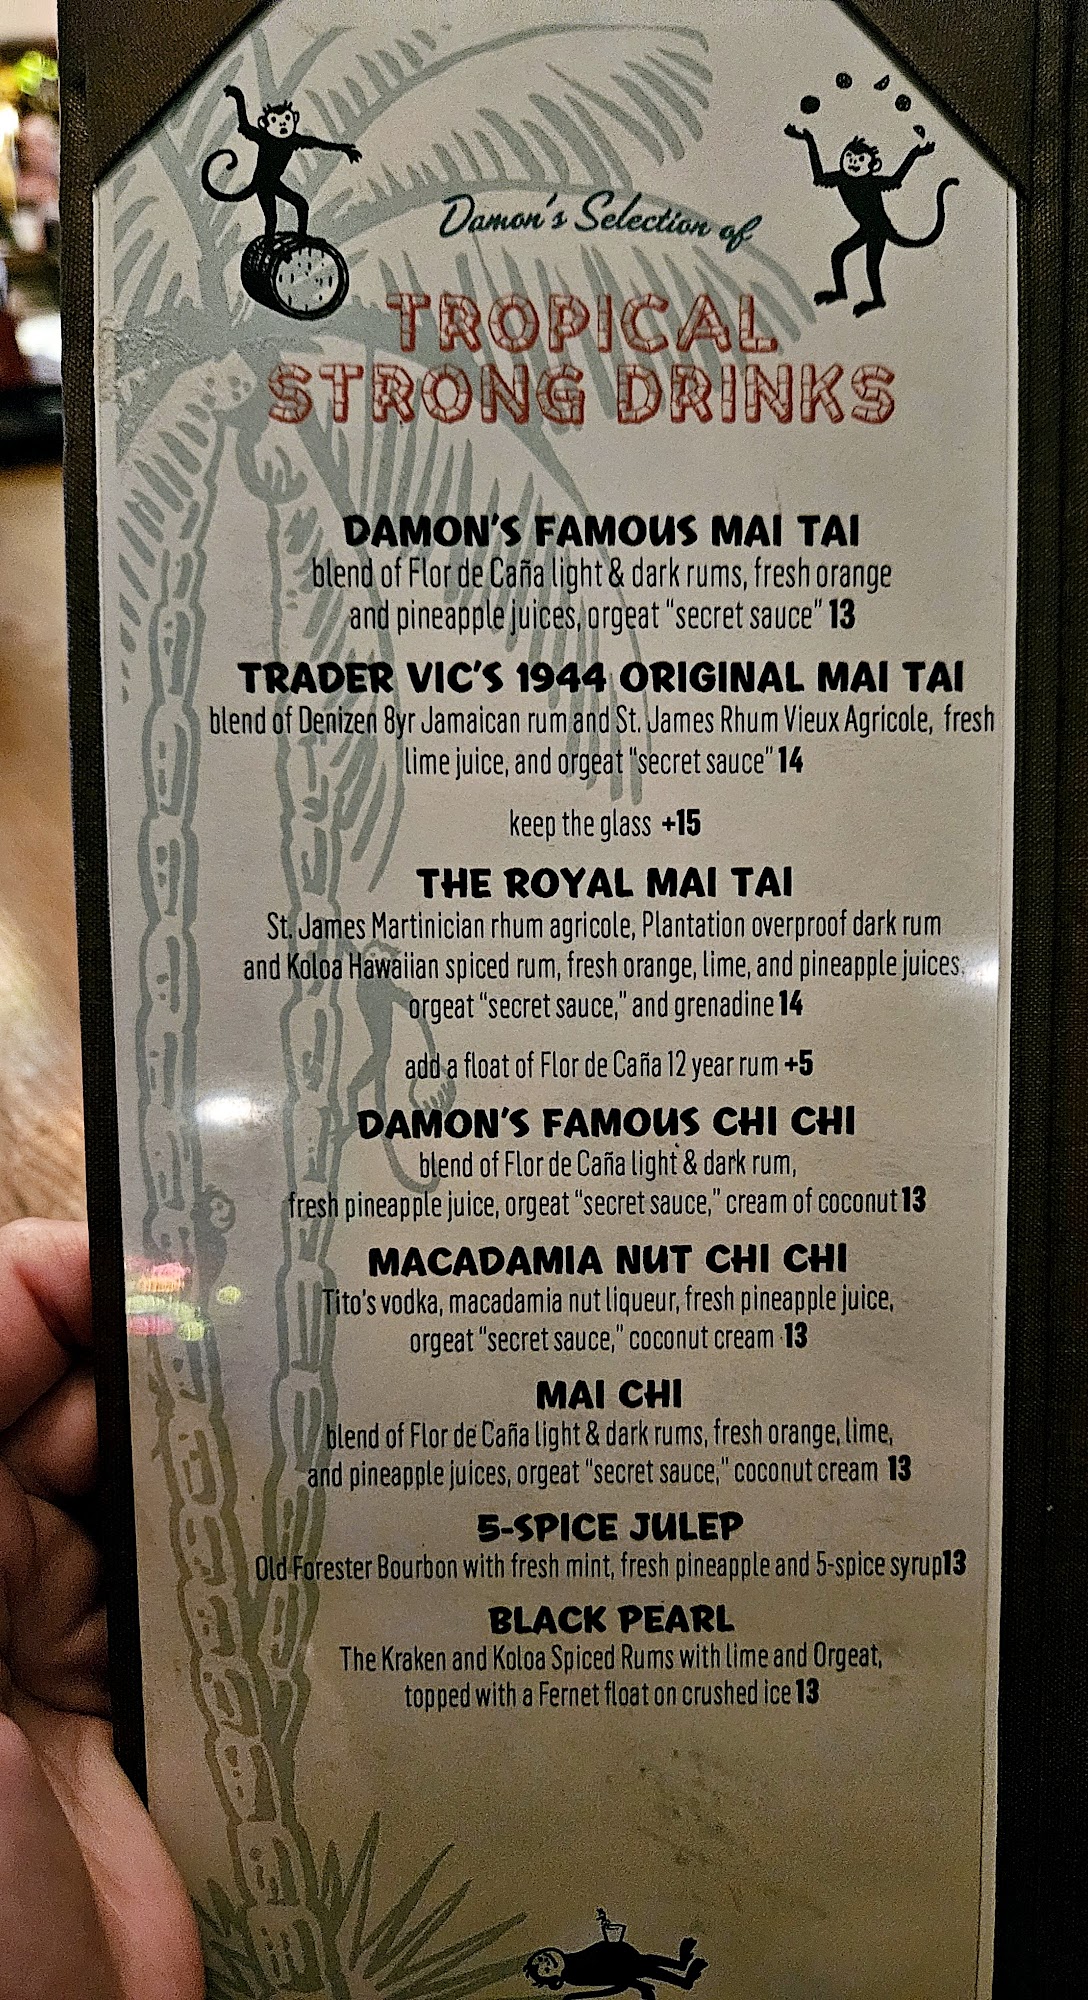 Damon's Selection of
TROPICAL
STRONG DRINKS
DAMON'S FAMOUS MAI TAI
blend of Flor de Caña light & dark rums, fresh orange
and pineapple juices, orgeat "secret sauce" 13
TRADER VIC'S 1944 ORIGINAL MAI TAI
blend of Denizen 8yr Jamaican rum and St. James Rhum Vieux Agricole, fresh
lime juice, and orgeat "secret sauce" 14
keep the glass +15
THE ROYAL MAI TAI
St. James Martinician rhum agricole, Plantation overproof dark rum
and Koloa Hawaiian spiced rum, fresh orange, lime, and pineapple juices,
orgeat "secret sauce," and grenadine 14
add a float of Flor de Caña 12 year rum +5
DAMON'S FAMOUS CHI CHI
blend of Flor de Caña light & dark rum,
fresh pineapple juice, orgeat "secret sauce," cream of coconut 13
MACADAMIA NUT CHI CHI
Tito's vodka, macadamia nut liqueur, fresh pineapple juice,
orgeat "secret sauce," coconut cream 13
MAI CHI
blend of Flor de Caña light & dark rums, fresh orange, lime,
and pineapple juices, orgeat "secret sauce," coconut cream 13
5-SPICE JULEP
Old Forester Bourbon with fresh mint, fresh pineapple and 5-spice syrup13
BLACK PEARL
The Kraken and Koloa Spiced Rums with lime and Orgeat,
topped with a Fernet float on crushed ice 13